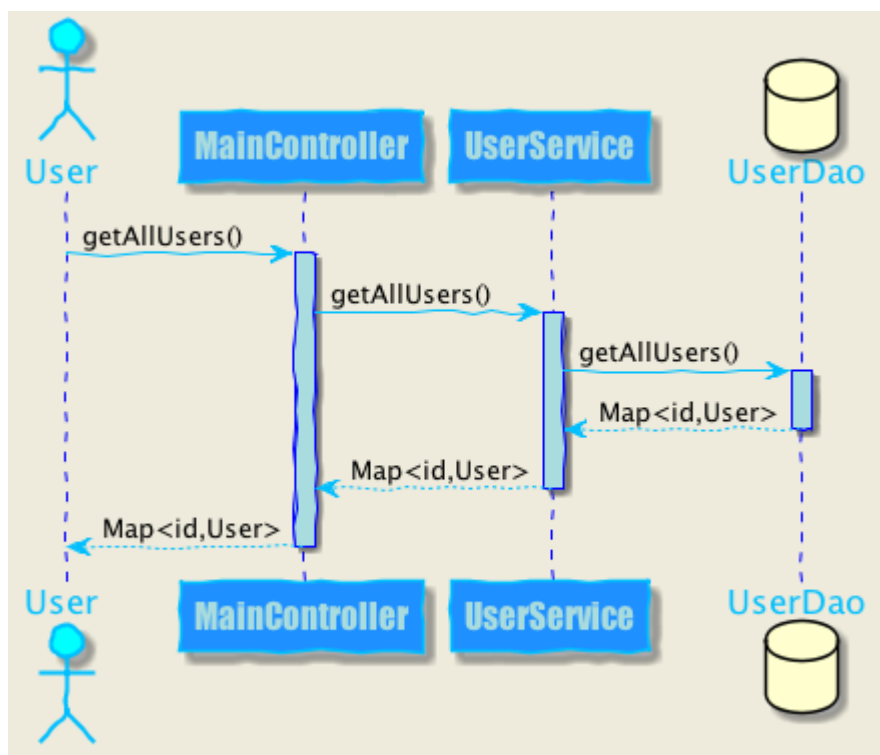 User
MainController
UserService
UserDao
getAllUsers()
getAllUsers()
getAllUsers()
Map<id,User>
Map<id,User>
Map<id,User>
User
MainController
UserService
UserDao